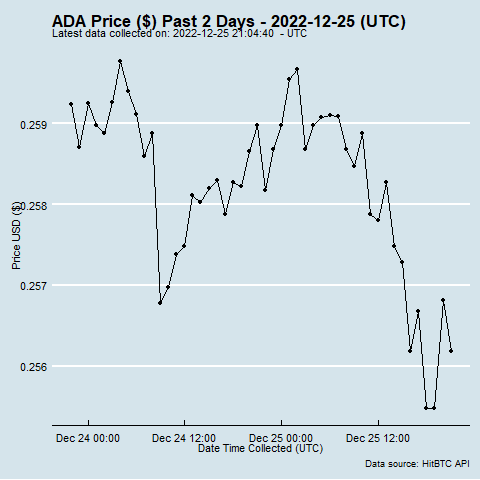 ADA Price ($) Past 2 Days - 2022-12-25 (UTC)
Latest data collected on: 2022-12-25 21:04:40 - UTC
0.259
0.258
0.257
0.256
Price USD ($)
Dec 24 00:00
Dec 24 12:00
Dec 25 00:00
Dec 25 12:00
Date Time Collected (UTC)
Data source: HitBTC API